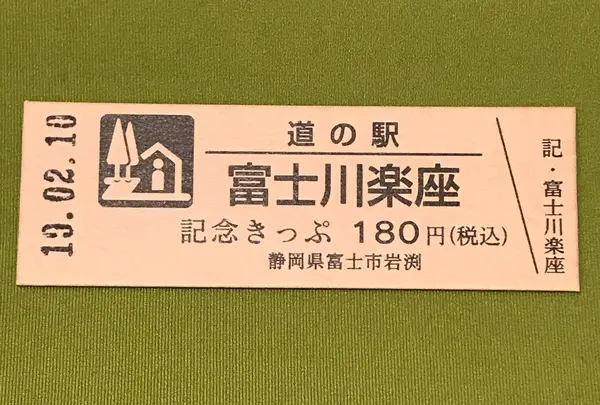 19.02.10
道の駅
富士川楽座
記念きっぷ 180円(税込)
静岡県富士市岩渕
記・富士川楽座